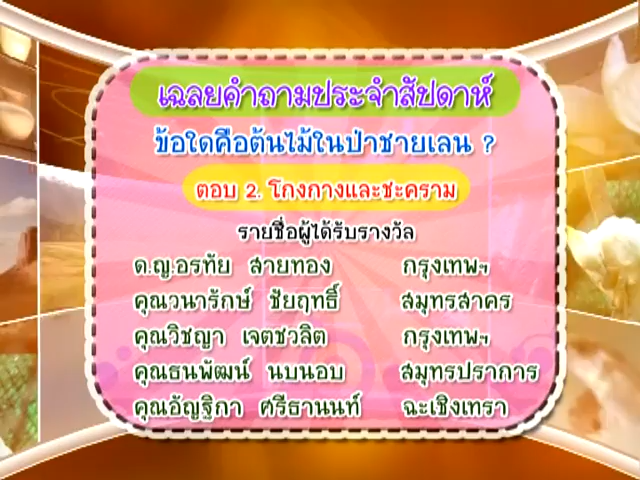 เฉลยคำถามประจำสัปดาห์
ข้อใดคือต้นไม้ในป่าชายเลน ?
ตอบ 2. โกงกางและชะคราม
รายชื่อผู้ได้รับรางวัล
ด.ญ.อรทัย สายทอง กรุงเทพฯ
คุณวนารักษ์ ชัยฤทธิ์ สมุทรสาคร
คุณวิชญา เจตชวลิต กรุงเทพฯ
คุณธนพัฒน์ นบนอบ สมุทรปราการ
คุณอัญฐิกา ศรีธานนท์ ฉะเชิงเทรา